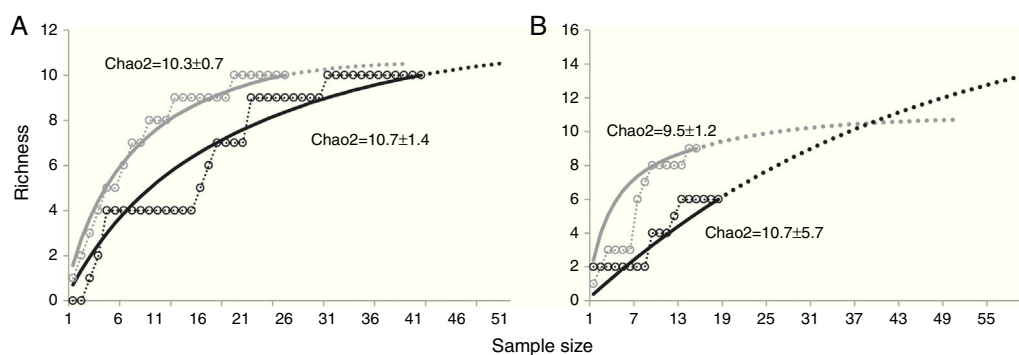 A
12
10
8
6
4
2
0
Richness
Chao2=10.3±0.7
Chao2=10.7±1.4
1 6 11 16 21 26 31 36 41 46 51
B
16
14
12
10
8
6
4
2
0
Chao2=9.5±1.2
Chao2=10.7±5.7
1 7 13 19 25 31 37 43 49 55
Sample size